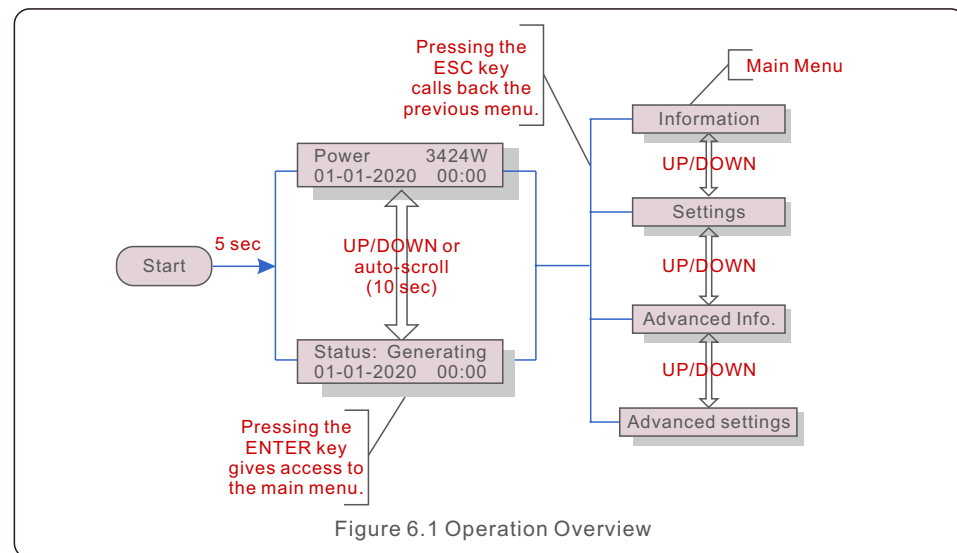 Pressing the
ESC key
calls back the
previous menu.
Main Menu
Information
UP/DOWN
Settings
UP/DOWN
Advanced Info.
UP/DOWN
Advanced settings
Power 3424W
01-01-2020 00:00
5 sec
Start
UP/DOWN or
auto-scroll
(10 sec)
Status: Generating
01-01-2020 00:00
Pressing the
ENTER key
gives access to
the main menu.
Figure 6.1 Operation Overview